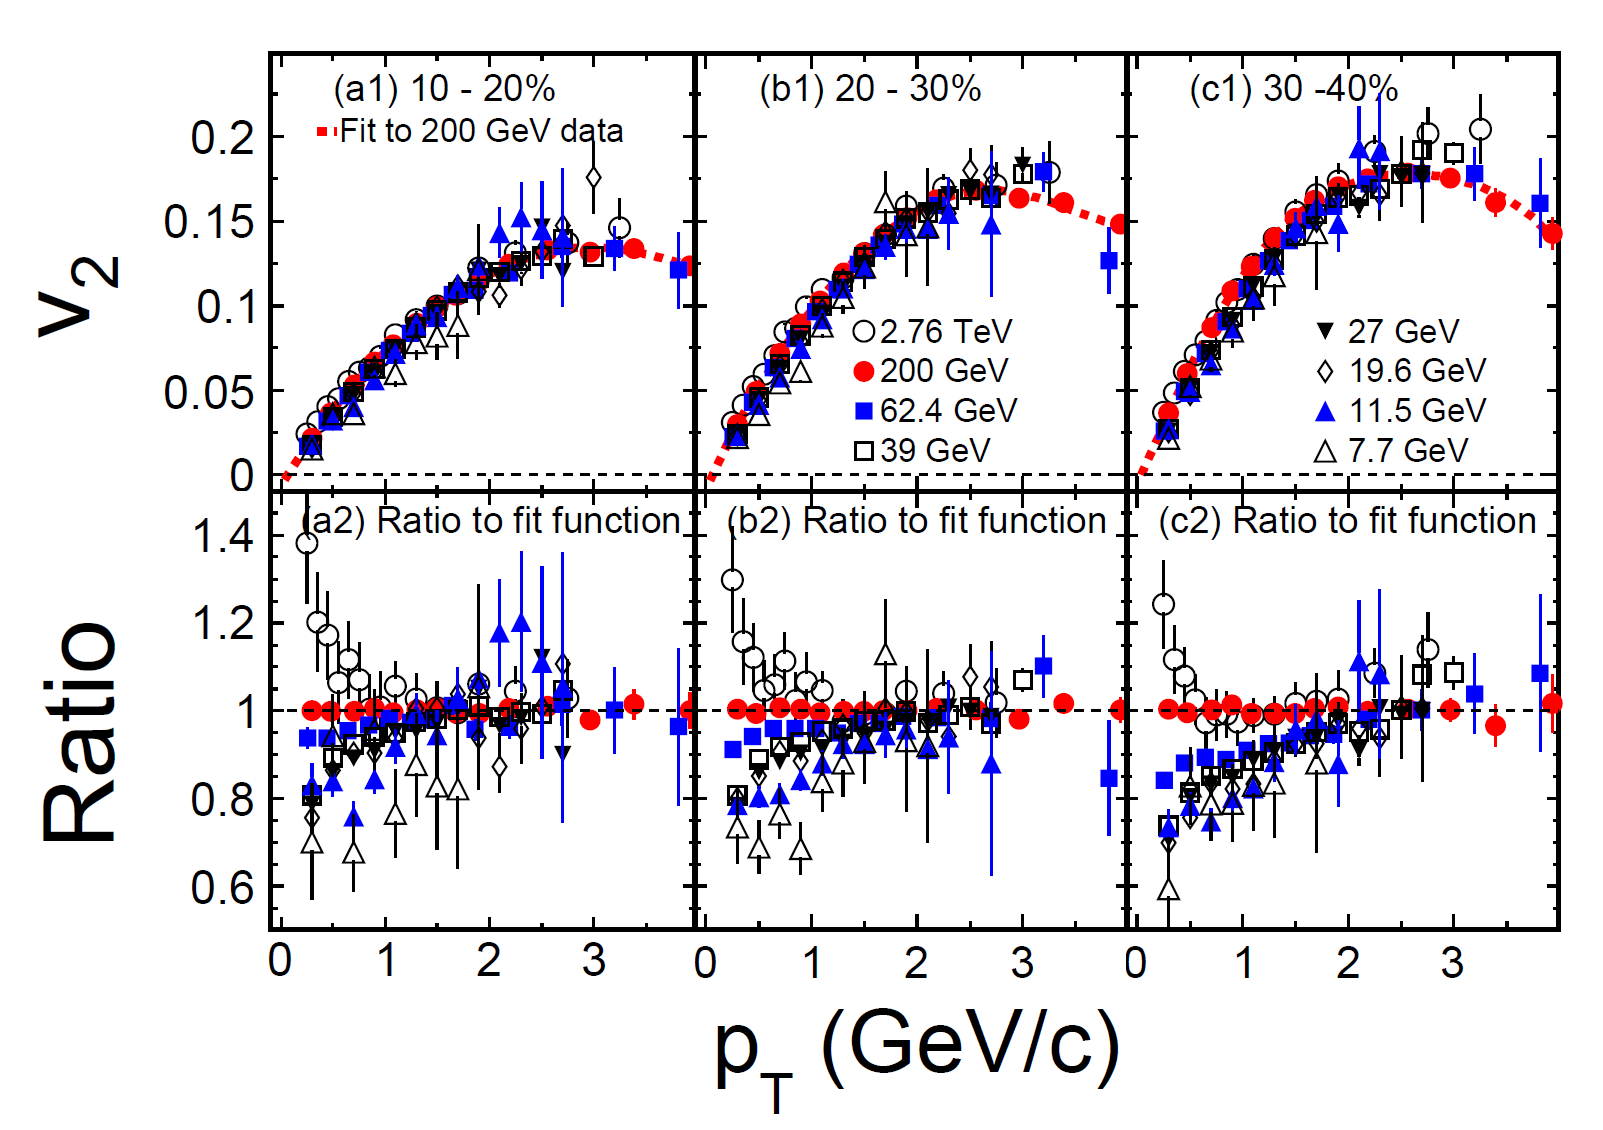 (a1) 10 - 20%
Fit to 200 GeV data
(b1) 20 - 30%
(c1) 30 -40%
0.2
0.15
0.1
0.05
0
v2
2.76 TeV
200 GeV
62.4 GeV
39 GeV
27 GeV
19.6 GeV
11.5 GeV
7.7 GeV
(a2) Ratio to fit function
(b2) Ratio to fit function
(c2) Ratio to fit function
1.4
1.2
1
0.8
0.6
Ratio
0 1 2 3
0 1 2 3
0 1 2 3
pT (GeV/c)